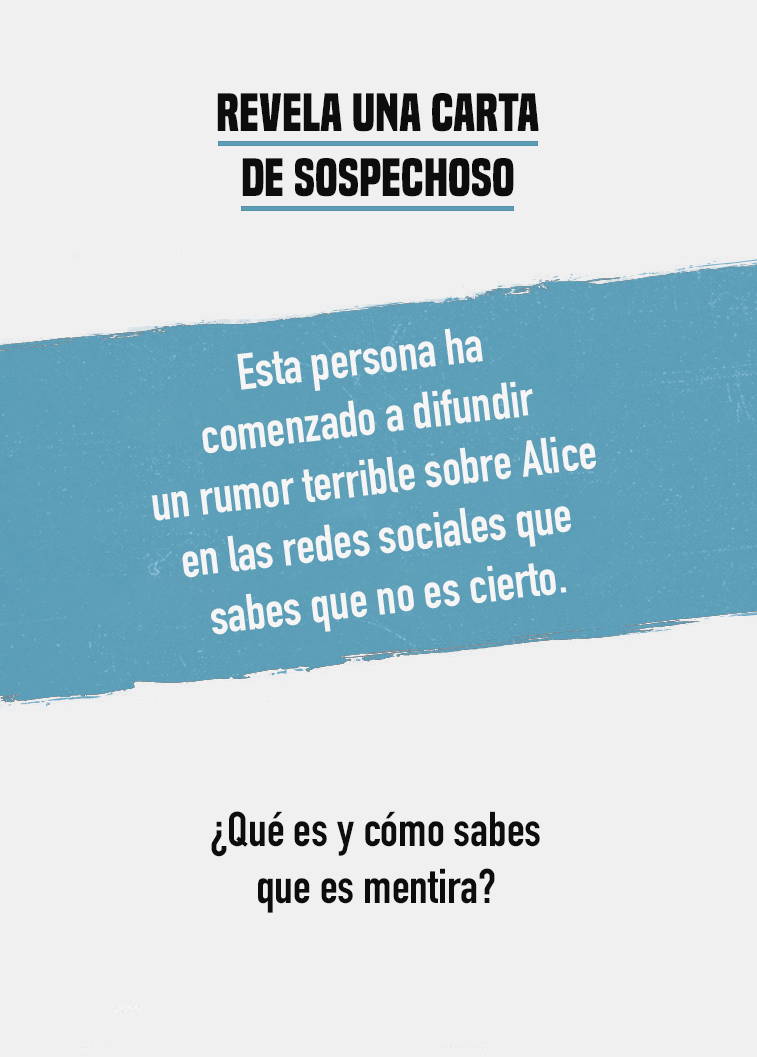 REVELA UNA CARTA
DE SOSPECHOSO
Esta persona ha
comenzado a difundir
un rumor terrible sobre Alice
en las redes sociales que
sabes que no es cierto.
¿Qué es y cómo sabes
que es mentira?